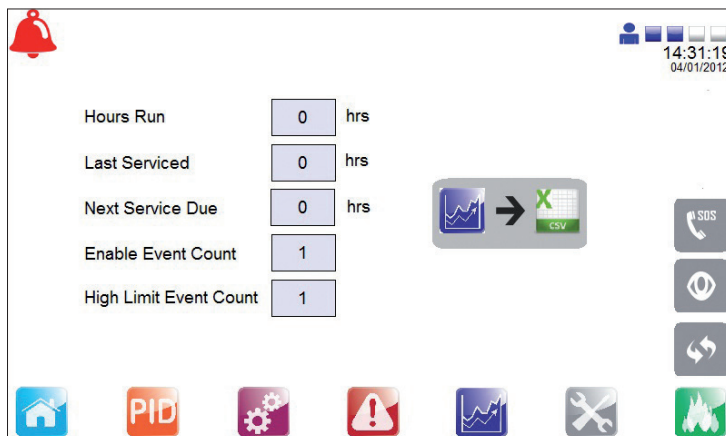 14:31:19
04/01/2012
Hours Run 0 hrs
Last Serviced 0 hrs
Next Service Due 0 hrs
Enable Event Count 1
High Limit Event Count 1
X
CSV
SOS
PID